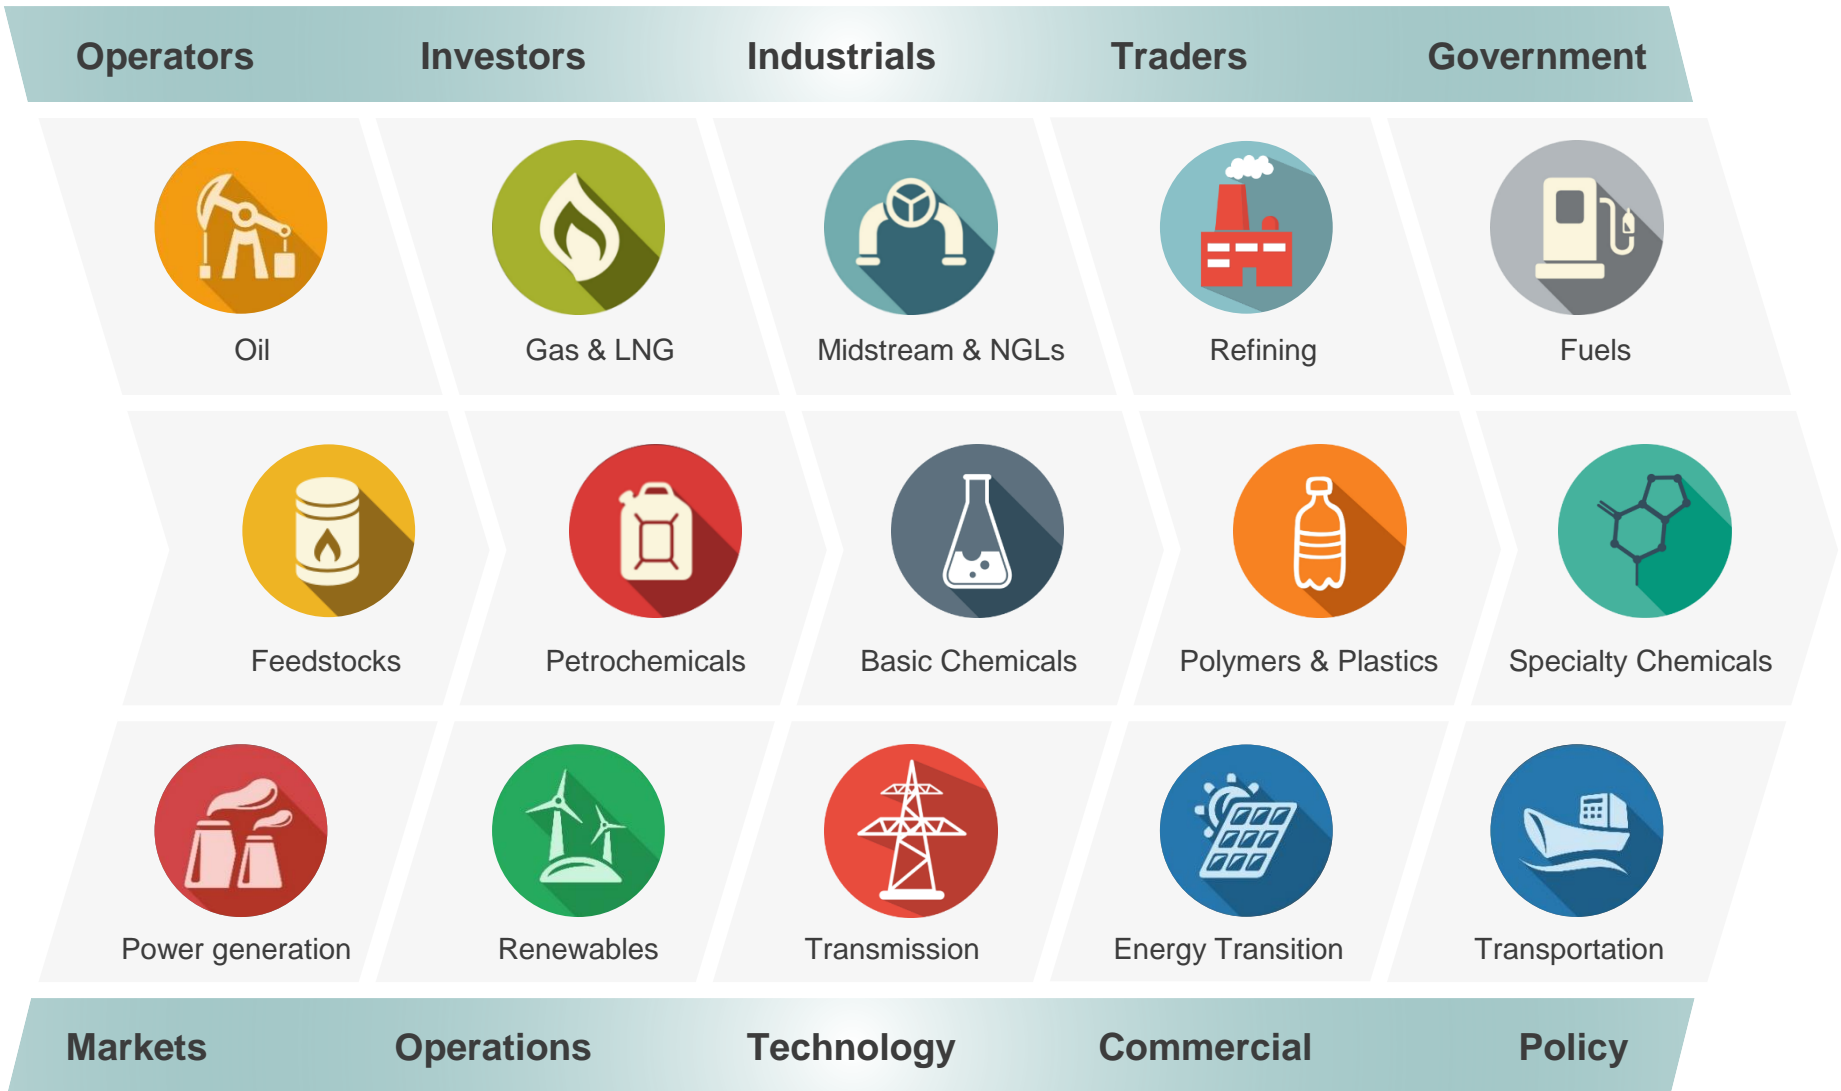 Operators Investors Industrials Traders Government
Oil Gas & LNG Midstream & NGLs Refining Fuels
Feedstocks Petrochemicals Basic Chemicals Polymers & Plastics Specialty Chemicals
Power generation Renewables Transmission Energy Transition Transportation
Markets Operations Technology Commercial Policy